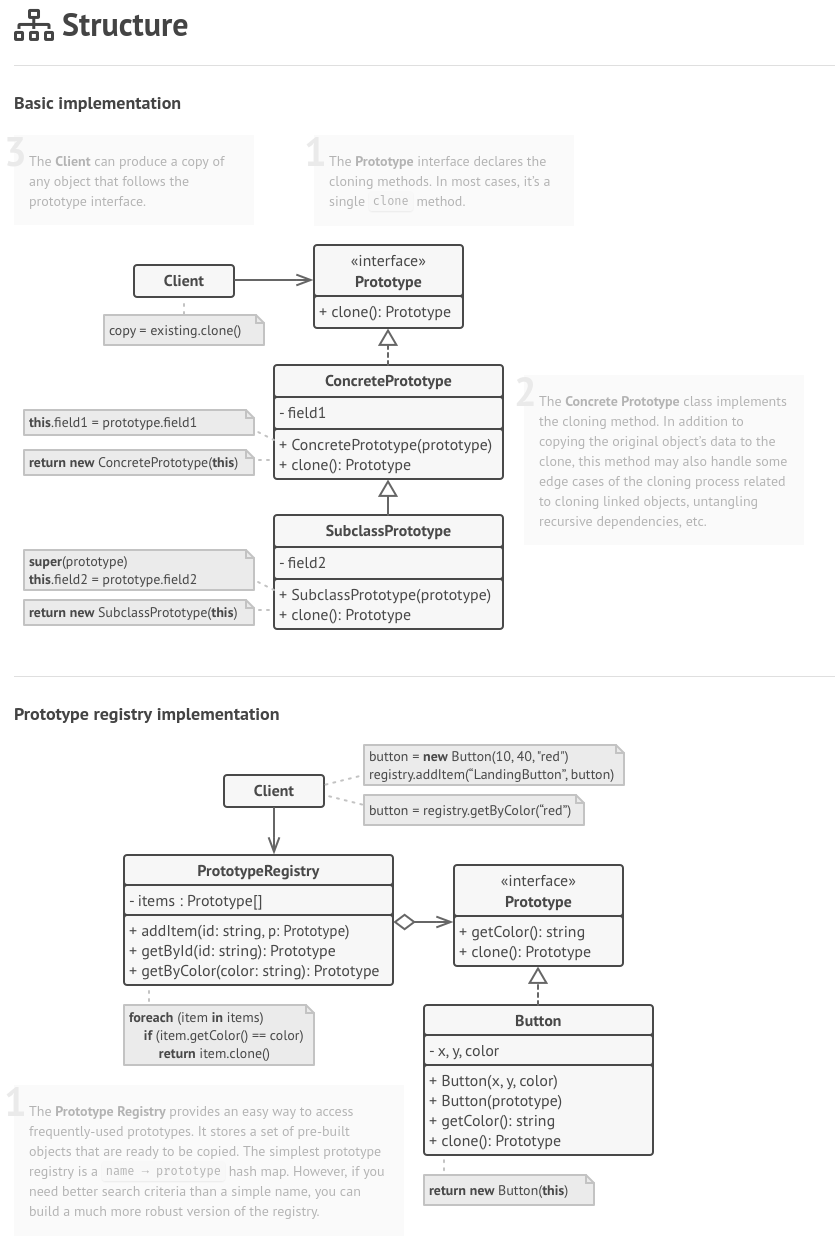 Structure
Basic implementation
3
The Client can produce a copy of
any object that follows the
prototype interface.
1
The Prototype interface declares the
cloning methods. In most cases, it's a
single clone method.
Client
copy = existing.clone()
«interface»
Prototype
+ clone(): Prototype
ConcretePrototype
- field1
+ ConcretePrototype(prototype)
+ clone(): Prototype
this.field1 = prototype.field1
return new ConcretePrototype(this)
2
The Concrete Prototype class implements
the cloning method. In addition to
copying the original object's data to the
clone, this method may also handle some
edge cases of the cloning process related
to cloning linked objects, untangling
recursive dependencies, etc.
SubclassPrototype
- field2
+ SubclassPrototype(prototype)
+ clone(): Prototype
super(prototype)
this.field2 = prototype.field2
return new SubclassPrototype(this)
Prototype registry implementation
button = new Button(10, 40, "red")
registry.addItem(“LandingButton”, button)
Client
button = registry.getByColor(“red”)
PrototypeRegistry
- items : Prototype[]
+ addItem(id: string, p: Prototype)
+ getById(id: string): Prototype
+ getByColor(color: string): Prototype
«interface»
Prototype
+ getColor(): string
+ clone(): Prototype
foreach (item in items)
if (item.getColor() == color)
return item.clone()
Button
- x, y, color
+ Button(x, y, color)
+ Button(prototype)
+ getColor(): string
+ clone(): Prototype
return new Button(this)
1
The Prototype Registry provides an easy way to access
frequently-used prototypes. It stores a set of pre-built
objects that are ready to be copied. The simplest prototype
registry is a name → prototype hash map. However, if you
need better search criteria than a simple name, you can
build a much more robust version of the registry.